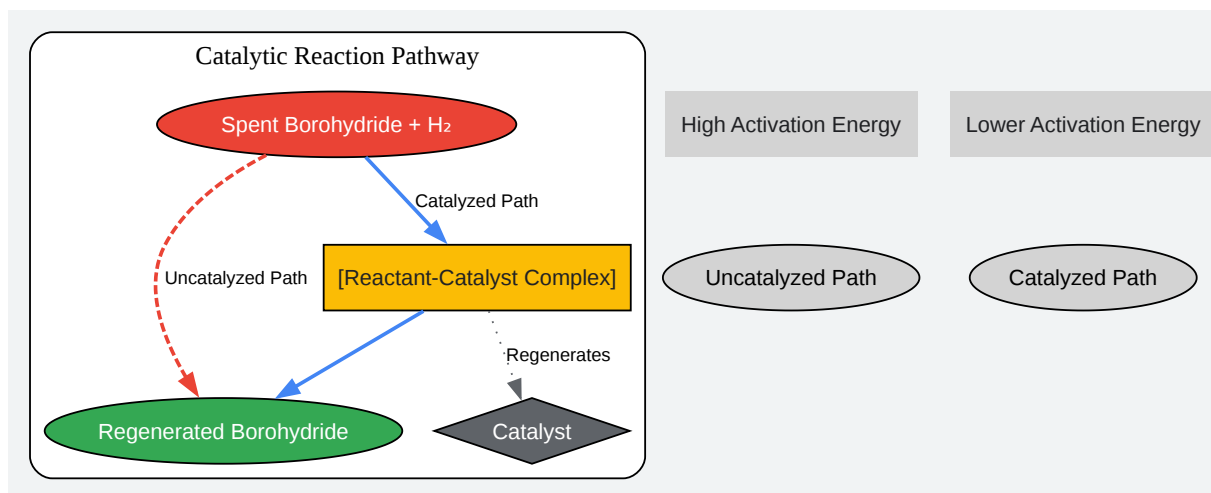 Catalytic Reaction Pathway
Spent Borohydride + H₂
High Activation Energy
Lower Activation Energy
Catalyzed Path
Uncatalyzed Path
[Reactant-Catalyst Complex]
Uncatalyzed Path
Catalyzed Path
Regenerates
Regenerated Borohydride
Catalyst